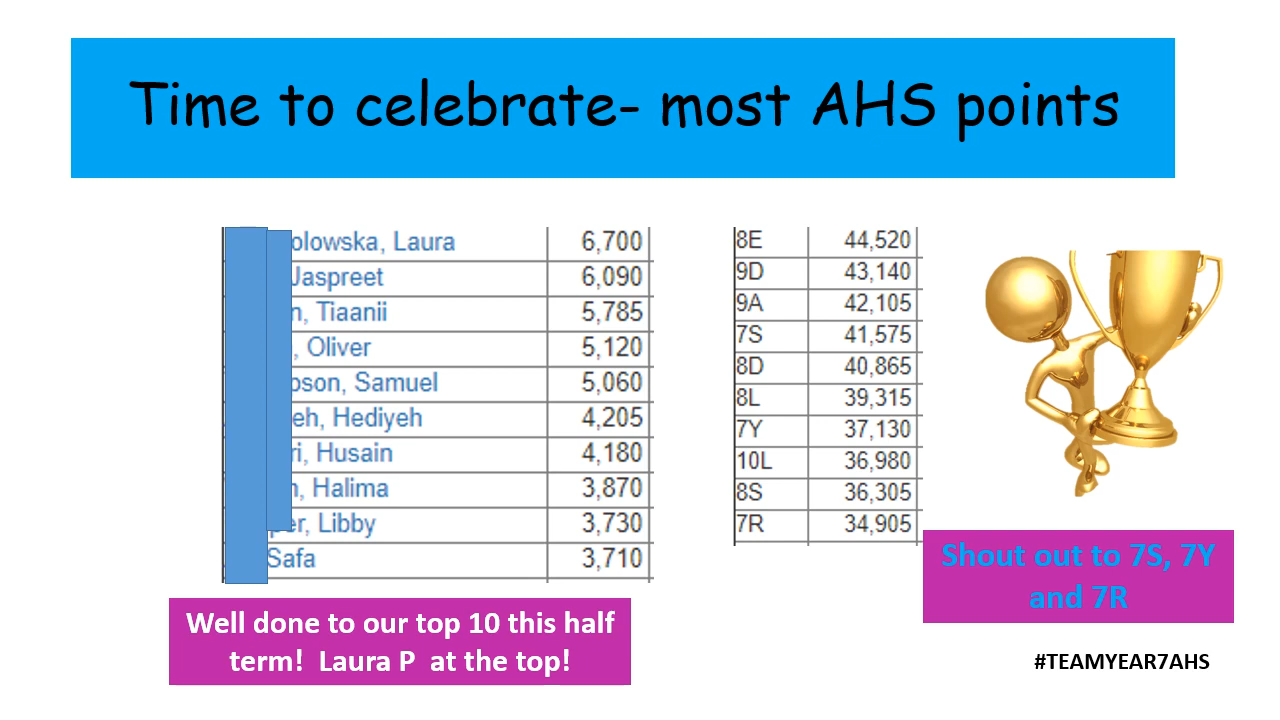 Time to celebrate- most AHS points
olowska, Laura 6,700
Jaspreet 6,090
n, Tiaanii 5,785
, Oliver 5,120
pson, Samuel 5,060
eh, Hediyeh 4,205
ri, Husain 4,180
n, Halima 3,870
per, Libby 3,730
Safa 3,710
8E 44,520
9D 43,140
9A 42,105
7S 41,575
8D 40,865
8L 39,315
7Y 37,130
10L 36,980
8S 36,305
7R 34,905
Shout out to 7S, 7Y
and 7R
Well done to our top 10 this half
term! Laura P at the top!
#TEAMYEAR7AHS